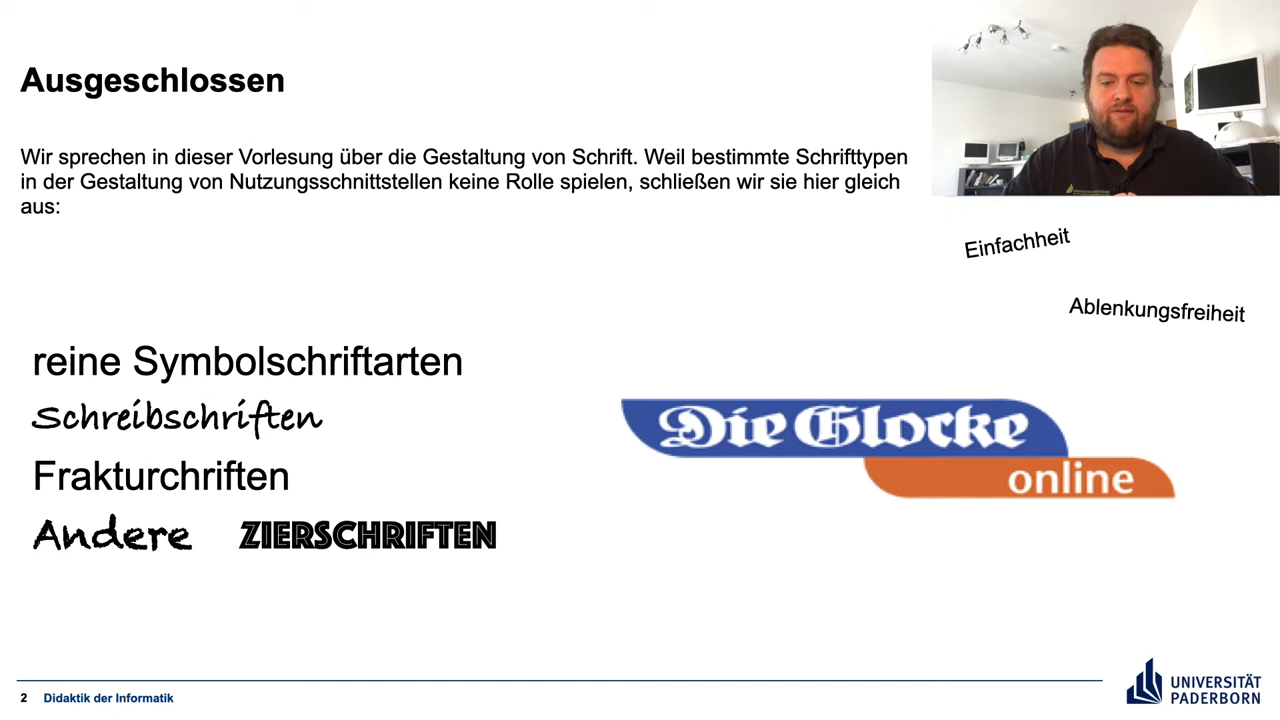 Ausgeschlossen
Wir sprechen in dieser Vorlesung über die Gestaltung von Schrift. Weil bestimmte Schrifttypen
in der Gestaltung von Nutzungsschnittstellen keine Rolle spielen, schließen wir sie hier gleich
aus:
Einfachheit
Ablenkungsfreiheit
reine Symbolschriftarten
Schreibschriften
Frakturchriften
Andere ZIERSCHRIFTEN
Die Glocke
online
2 Didaktik der Informatik
UNIVERSITÄT
PADERBORN